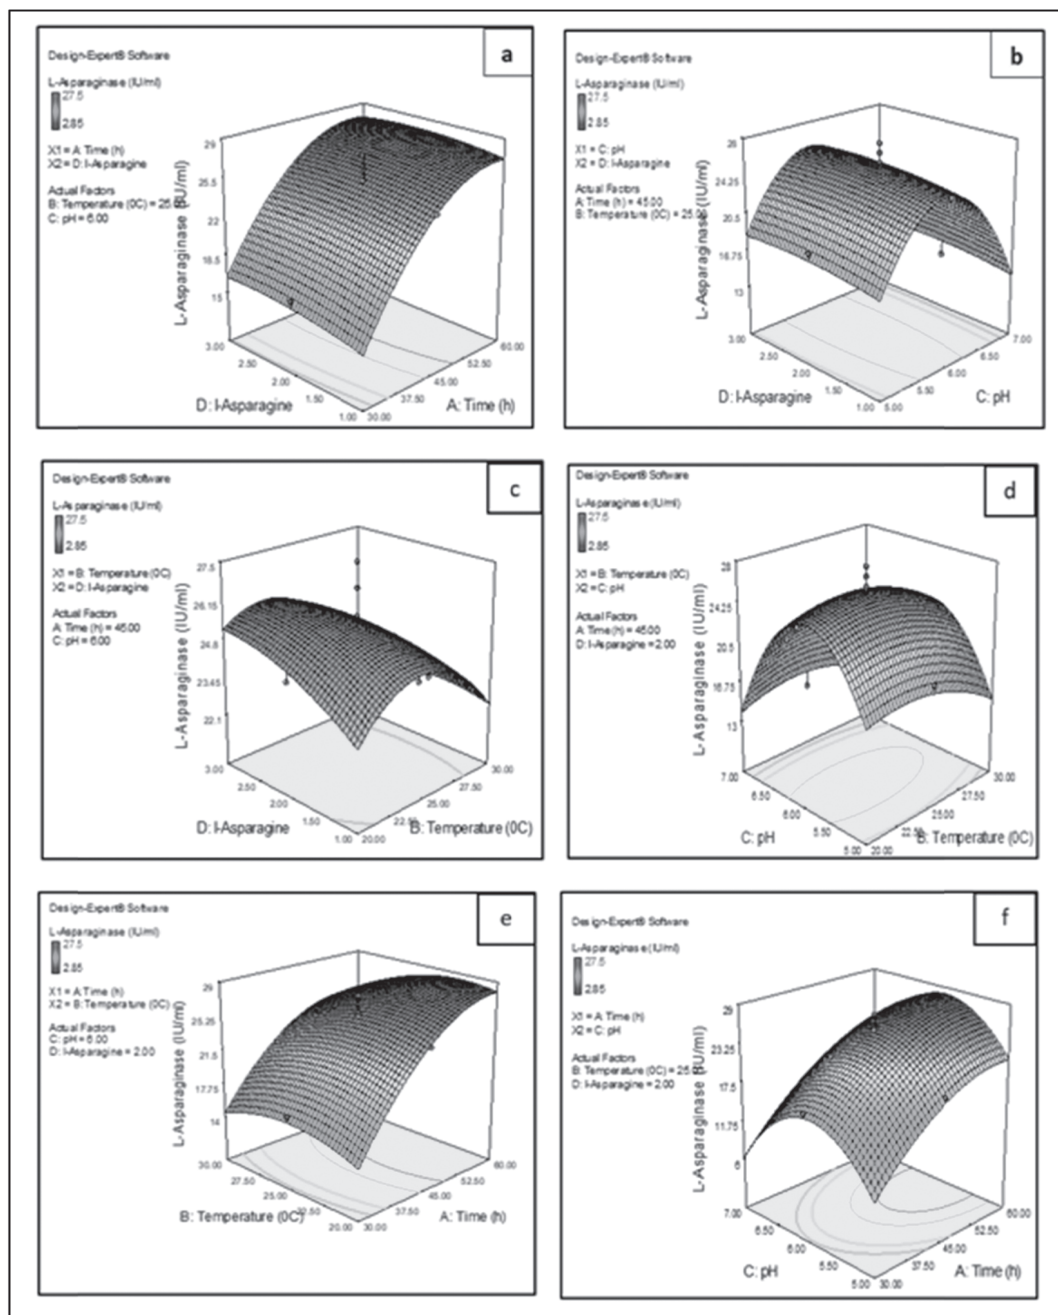 a
Design-Expert® Software
L-Asparaginase (IU/ml)
27.5
2.85
X1 = A: Time (h)
X2 = D: l-Asparagine
Actual Factors
B: Temperature (0C) = 25.00
C: pH = 6.00
29
25.5
22
18.5
15
L-Asparaginase (IU/ml)
3.00
2.50
2.00
1.50
1.00
30.00
37.50
45.00
52.50
60.00
D: l-Asparagine
A: Time (h)
b
Design-Expert® Software
L-Asparaginase (IU/ml)
27.5
2.85
X1 = C: pH
X2 = D: l-Asparagine
Actual Factors
A: Time (h) = 45.00
B: Temperature (0C) = 25.00
28
24.25
20.5
16.75
13
L-Asparaginase (IU/ml)
3.00
2.50
2.00
1.50
1.00
5.00
5.50
6.00
6.50
7.00
D: l-Asparagine
C: pH
c
Design-Expert® Software
L-Asparaginase (IU/ml)
27.5
2.85
X1 = B: Temperature (0C)
X2 = D: l-Asparagine
Actual Factors
A: Time (h) = 45.00
C: pH = 6.00
27.5
26.15
24.8
23.45
22.1
L-Asparaginase (IU/ml)
3.00
2.50
2.00
1.50
1.00
20.00
22.50
25.00
27.50
30.00
D: l-Asparagine
B: Temperature (0C)
d
Design-Expert® Software
L-Asparaginase (IU/ml)
27.5
2.85
X1 = B: Temperature (0C)
X2 = C: pH
Actual Factors
A: Time (h) = 45.00
D: l-Asparagine = 2.00
28
24.25
20.5
16.75
13
L-Asparaginase (IU/ml)
7.00
6.50
6.00
5.50
5.00
20.00
22.50
25.00
27.50
30.00
C: pH
B: Temperature (0C)
e
Design-Expert® Software
L-Asparaginase (IU/ml)
27.5
2.85
X1 = A: Time (h)
X2 = B: Temperature (0C)
Actual Factors
C: pH = 6.00
D: l-Asparagine = 2.00
29
25.25
21.5
17.75
14
L-Asparaginase (IU/ml)
30.00
27.50
25.00
22.50
20.00
30.00
37.50
45.00
52.50
60.00
B: Temperature (0C)
A: Time (h)
f
Design-Expert® Software
L-Asparaginase (IU/ml)
27.5
2.85
X1 = A: Time (h)
X2 = C: pH
Actual Factors
B: Temperature (0C) = 25.00
D: l-Asparagine = 2.00
29
23.25
17.5
11.75
6
L-Asparaginase (IU/ml)
7.00
6.50
6.00
5.50
5.00
30.00
37.50
45.00
52.50
60.00
C: pH
A: Time (h)